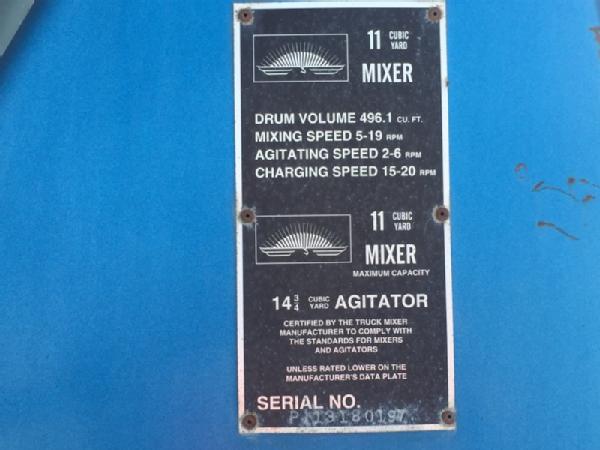 11 CUBIC YARD
MIXER
DRUM VOLUME 496.1 CU. FT.
MIXING SPEED 5-19 RPM
AGITATING SPEED 2-6 RPM
CHARGING SPEED 15-20 RPM
11 CUBIC YARD
MIXER
MAXIMUM CAPACITY
14 3/4 CUBIC YARD AGITATOR
CERTIFIED BY THE TRUCK MIXER
MANUFACTURER TO COMPLY WITH
THE STANDARDS FOR MIXERS
AND AGITATORS
UNLESS RATED LOWER ON THE
MANUFACTURER'S DATA PLATE
SERIAL NO.